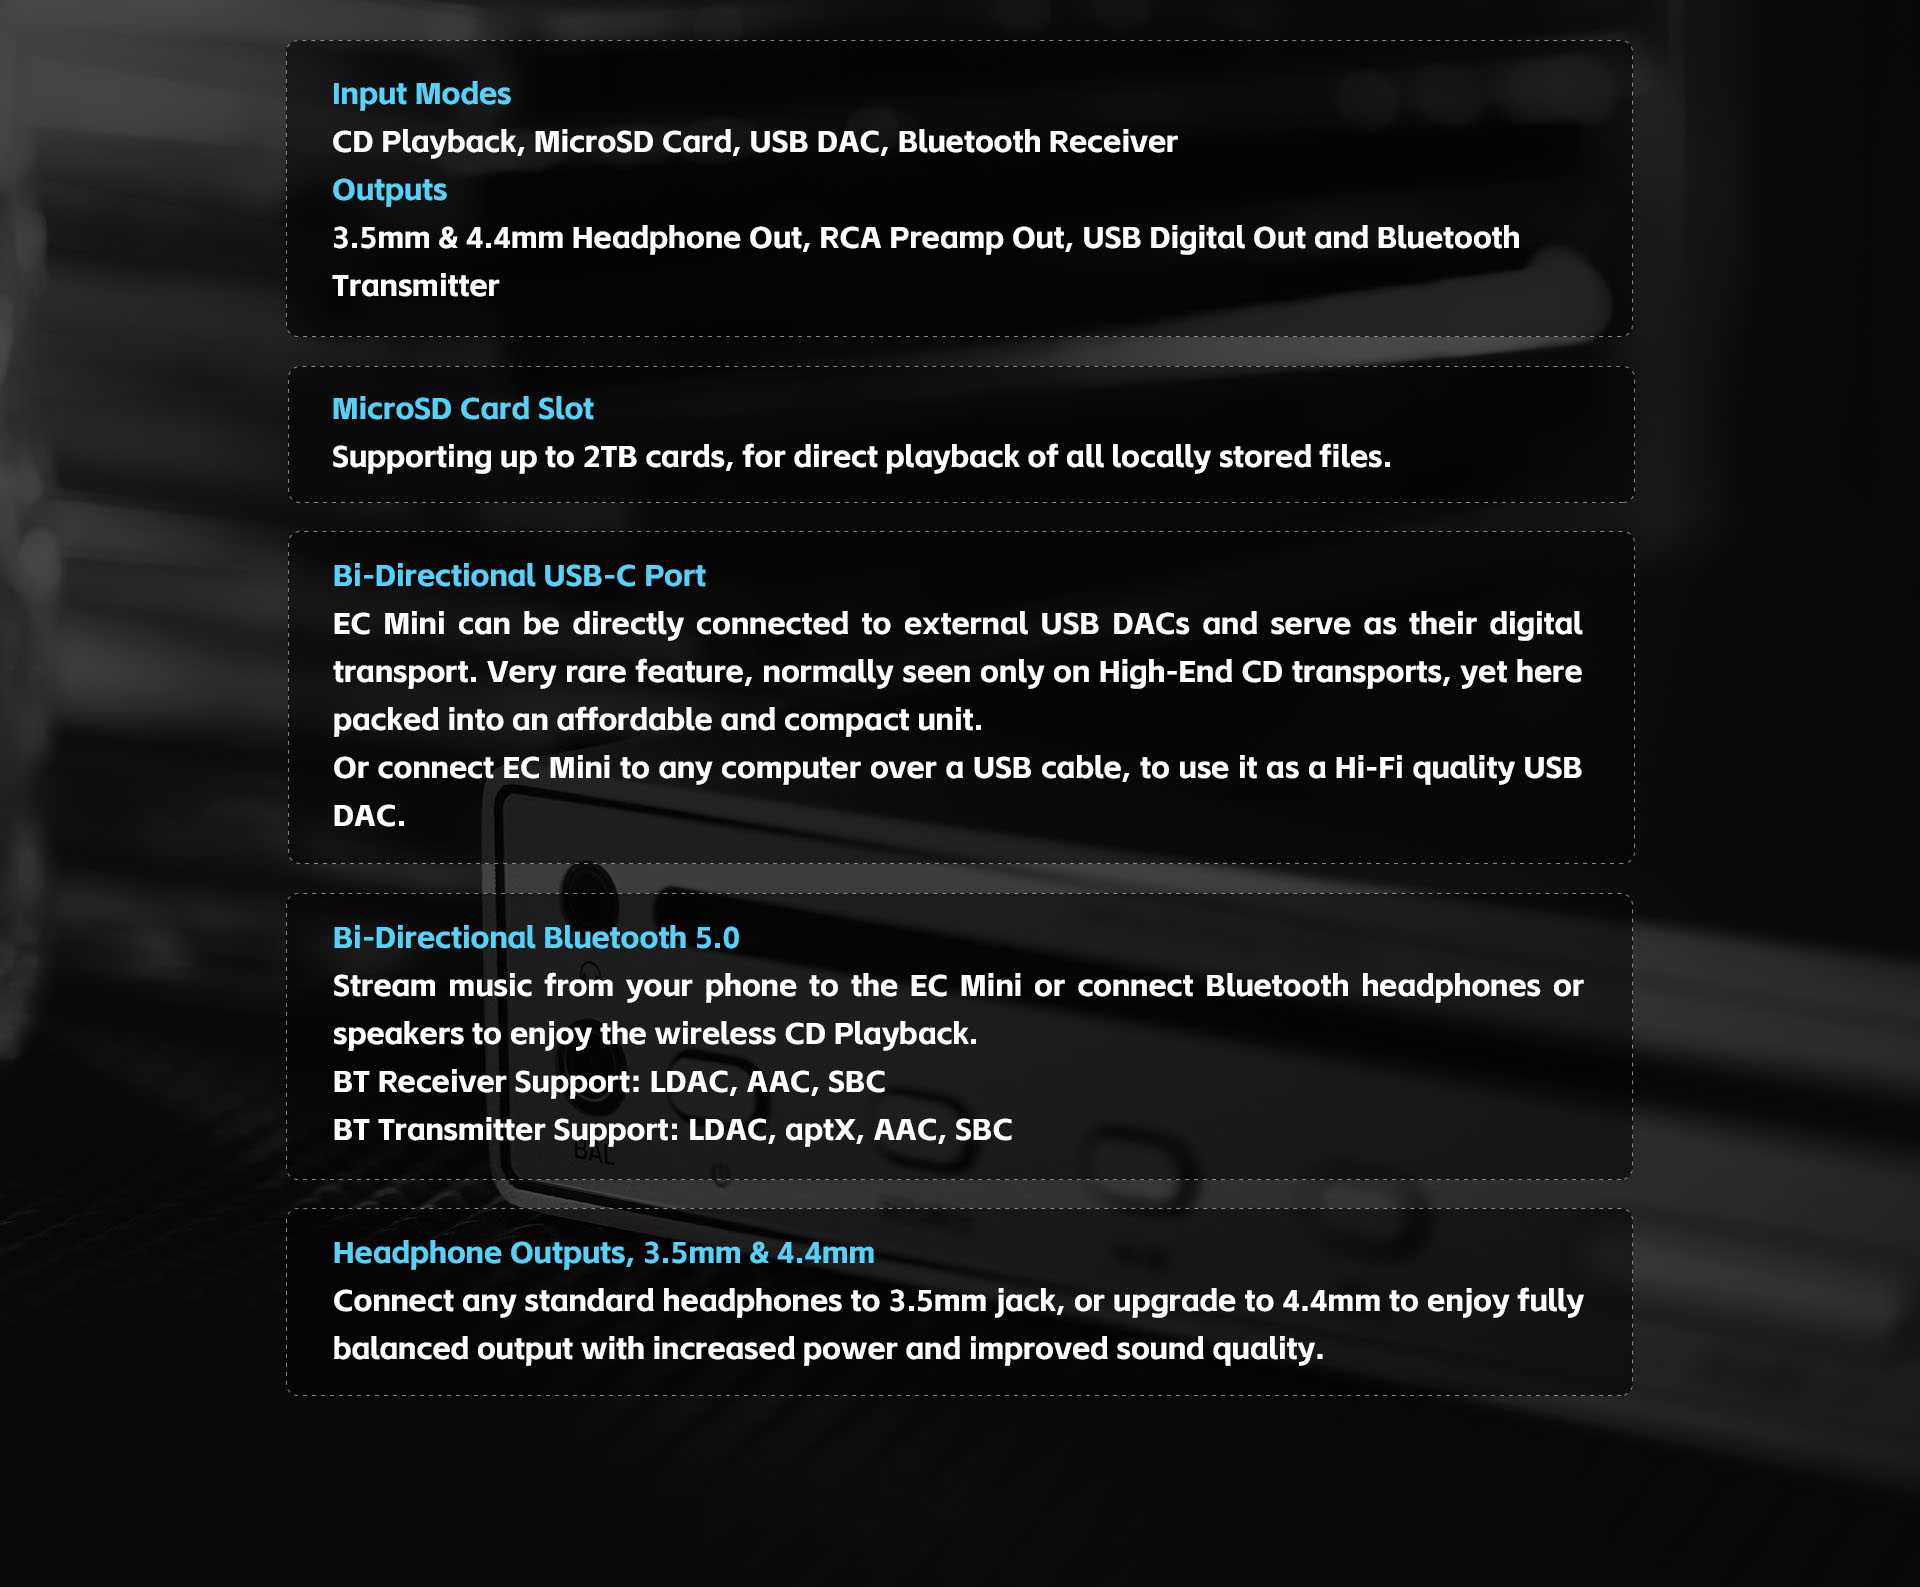 Input Modes
CD Playback, MicroSD Card, USB DAC, Bluetooth Receiver
Outputs
3.5mm & 4.4mm Headphone Out, RCA Preamp Out, USB Digital Out and Bluetooth
Transmitter
MicroSD Card Slot
Supporting up to 2TB cards, for direct playback of all locally stored files.
Bi-Directional USB-C Port
EC Mini can be directly connected to external USB DACs and serve as their digital
transport. Very rare feature, normally seen only on High-End CD transports, yet here
packed into an affordable and compact unit.
Or connect EC Mini to any computer over a USB cable, to use it as a Hi-Fi quality USB
DAC.
Bi-Directional Bluetooth 5.0
Stream music from your phone to the EC Mini or connect Bluetooth headphones or
speakers to enjoy the wireless CD Playback.
BT Receiver Support: LDAC, AAC, SBC
BT Transmitter Support: LDAC, aptX, AAC, SBC
BAL
Headphone Outputs, 3.5mm & 4.4mm
Connect any standard headphones to 3.5mm jack, or upgrade to 4.4mm to enjoy fully
balanced output with increased power and improved sound quality.